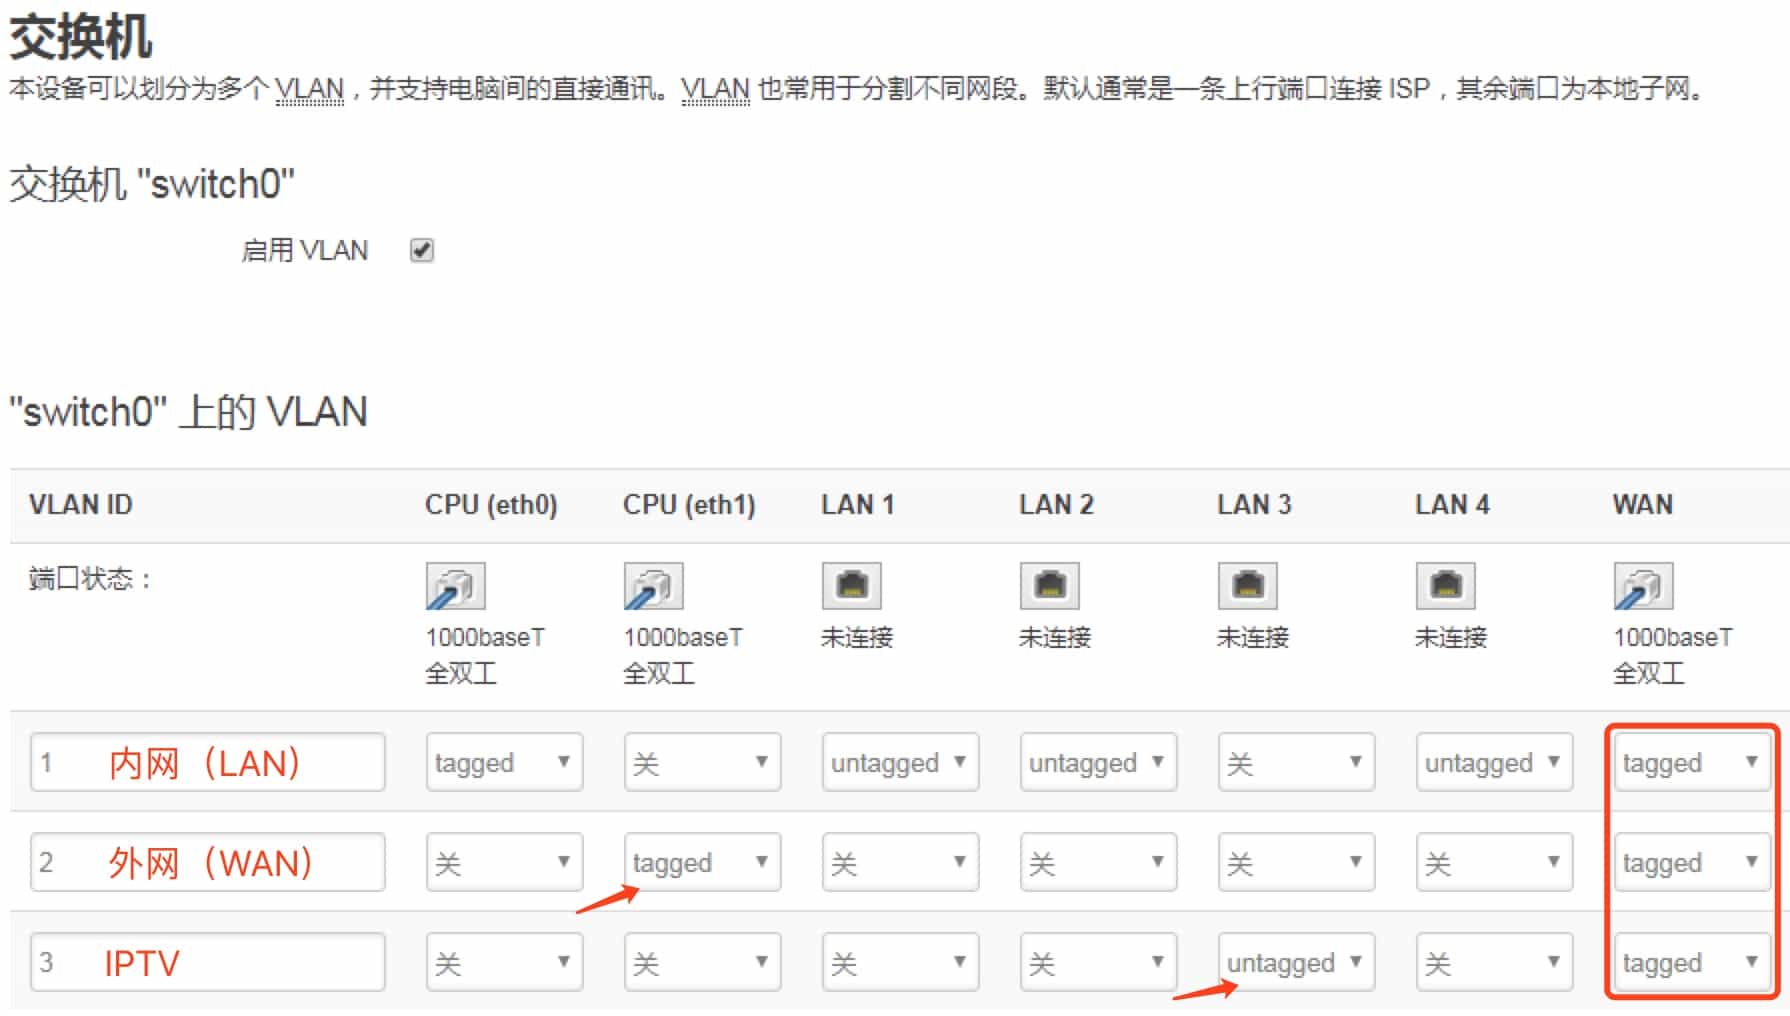 交换机
本设备可以划分为多个 VLAN，并支持电脑间的直接通讯。VLAN 也常用于分割不同网段。默认通常是一条上行端口连接 ISP，其余端口为本地子网。
交换机 "switch0"
启用 VLAN
"switch0" 上的 VLAN
VLAN ID CPU (eth0) CPU (eth1) LAN 1 LAN 2 LAN 3 LAN 4 WAN
端口状态： 1000baseT 1000baseT 未连接 未连接 未连接 未连接 1000baseT
全双工 全双工 全双工
1 内网（LAN） tagged 关 untagged untagged 关 untagged tagged
2 外网（WAN） 关 tagged 关 关 关 关 tagged
3 IPTV 关 关 关 关 untagged 关 tagged